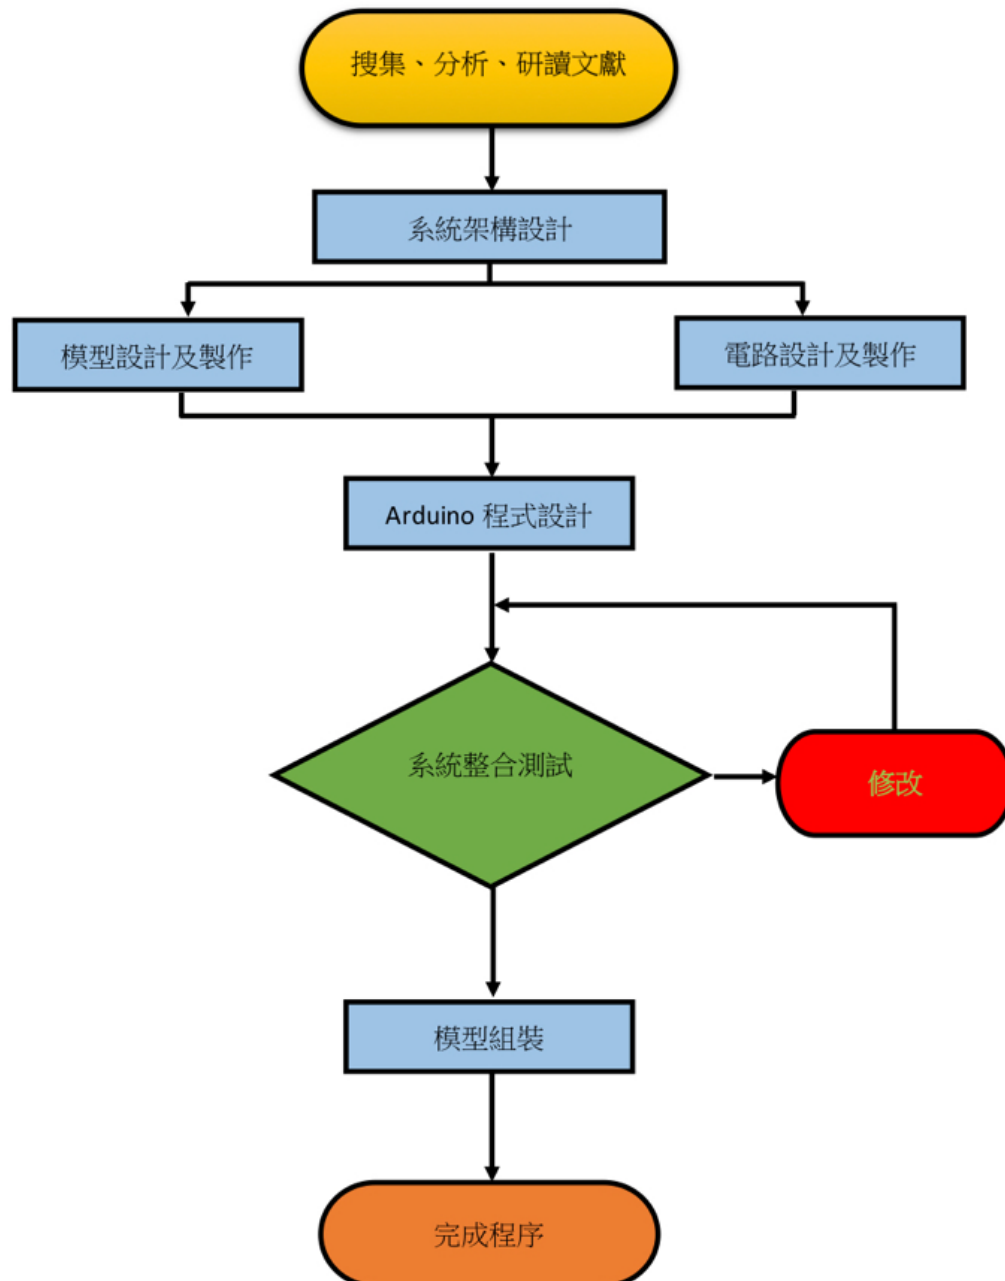 搜集、分析、研讀文獻
系統架構設計
模型設計及製作
電路設計及製作
Arduino 程式設計
系統整合測試
修改
模型組裝
完成程序